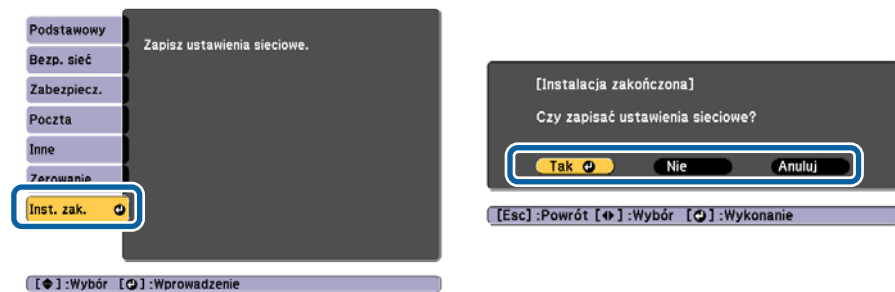 Podstawowy
Bezp. sieć
Zabezpiecz.
Poczta
Inne
Zerowanie
Inst. zak.
Zapisz ustawienia sieciowe.
[◆] :Wybór [⏎] :Wprowadzenie
[Instalacja zakończona]
Czy zapisać ustawienia sieciowe?
Tak ⏎ Nie Anuluj
[Esc] :Powrót [◀▶] :Wybór [⏎] :Wykonanie